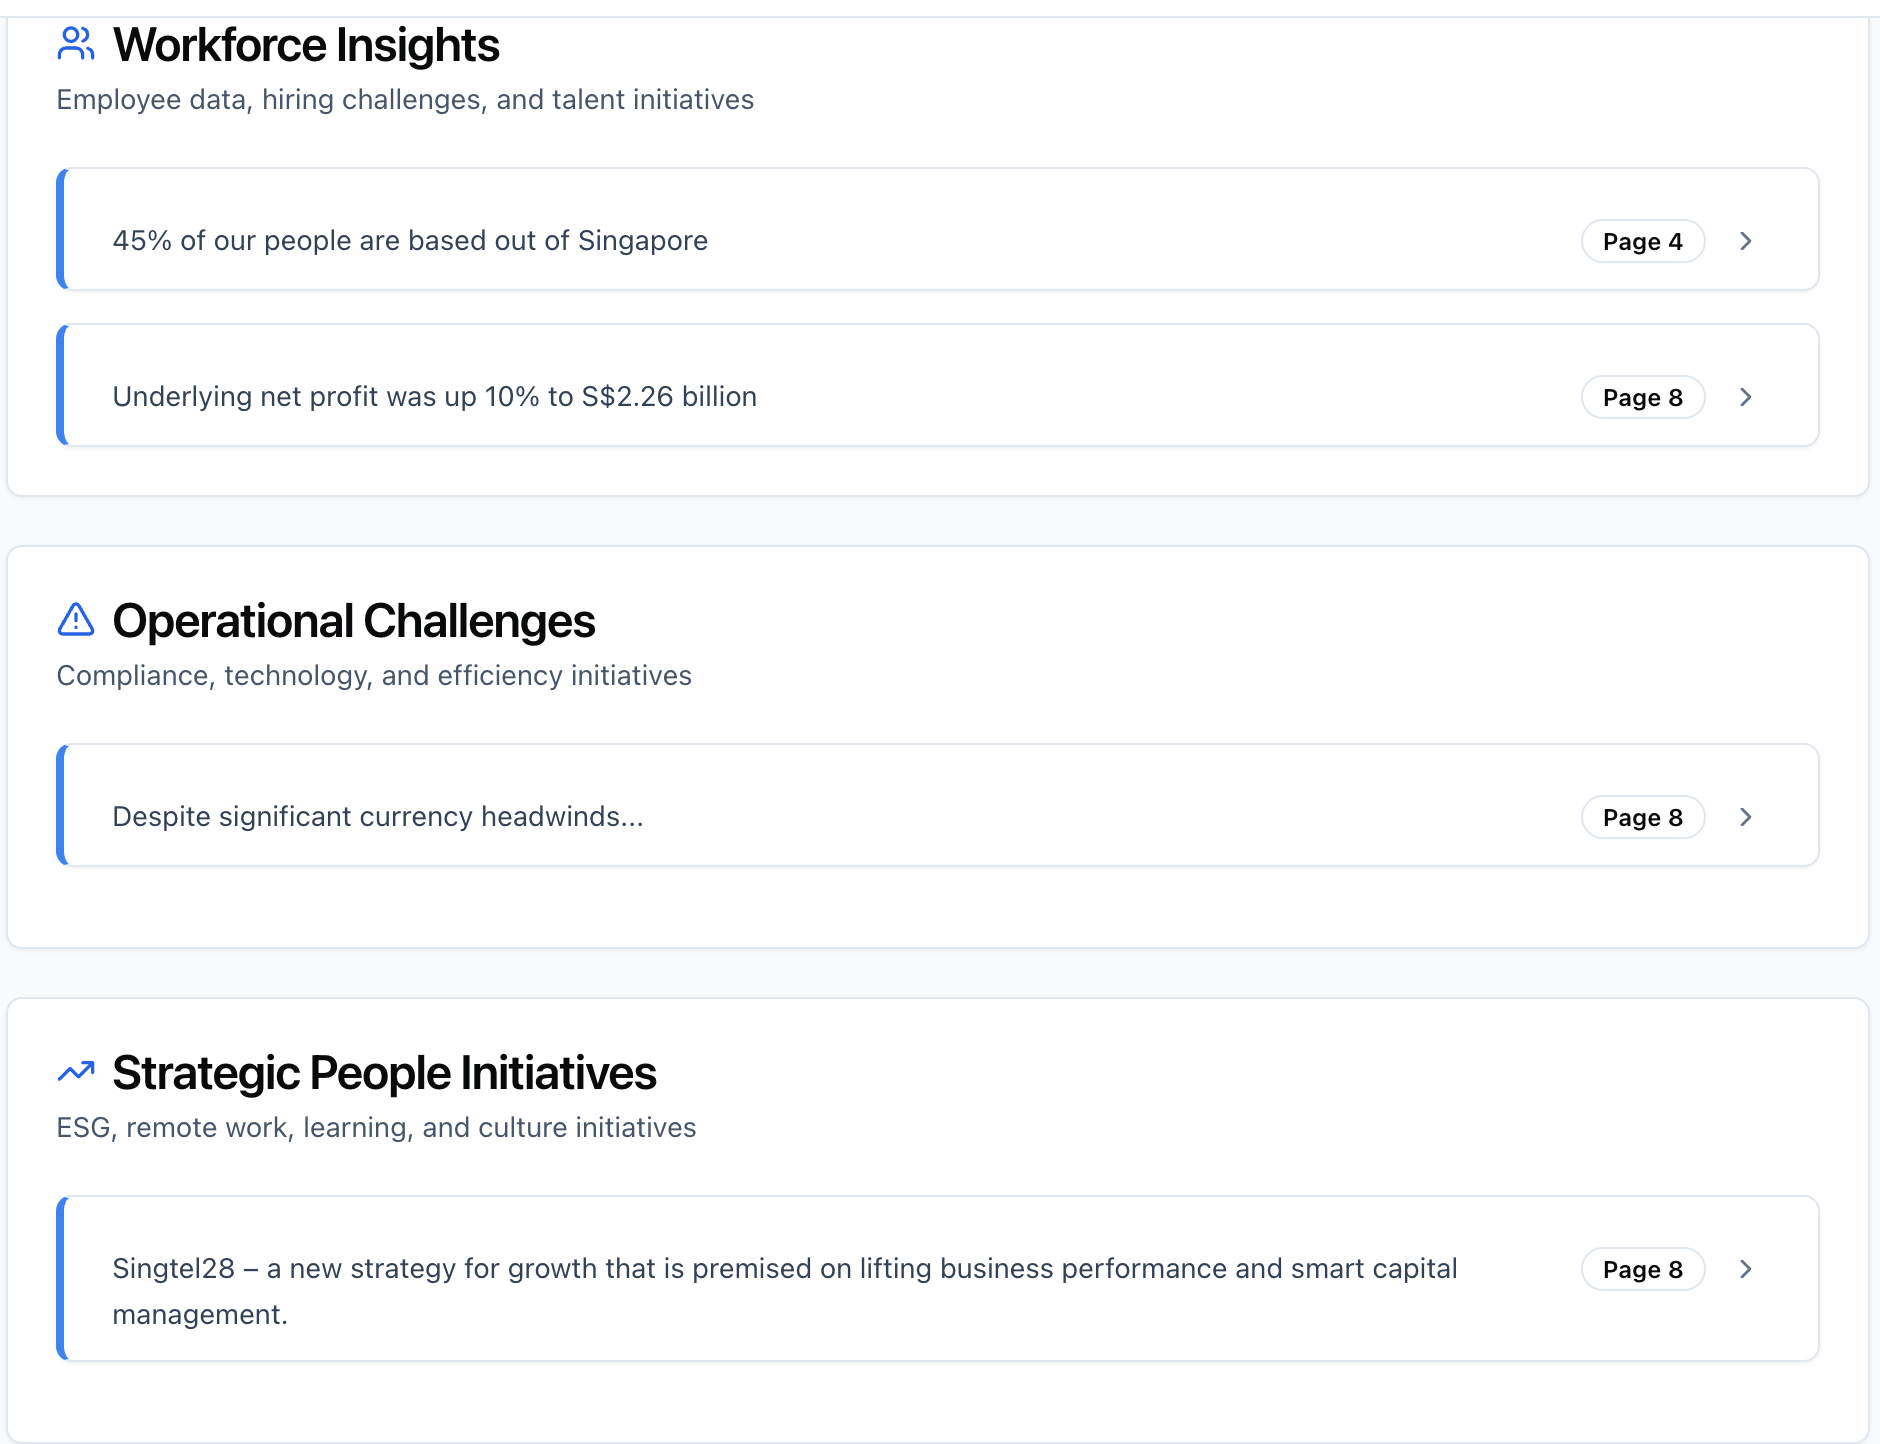 Workforce Insights
Employee data, hiring challenges, and talent initiatives
45% of our people are based out of Singapore
Page 4
Underlying net profit was up 10% to S$2.26 billion
Page 8
Operational Challenges
Compliance, technology, and efficiency initiatives
Despite significant currency headwinds...
Page 8
Strategic People Initiatives
ESG, remote work, learning, and culture initiatives
Singtel28 – a new strategy for growth that is premised on lifting business performance and smart capital
management.
Page 8